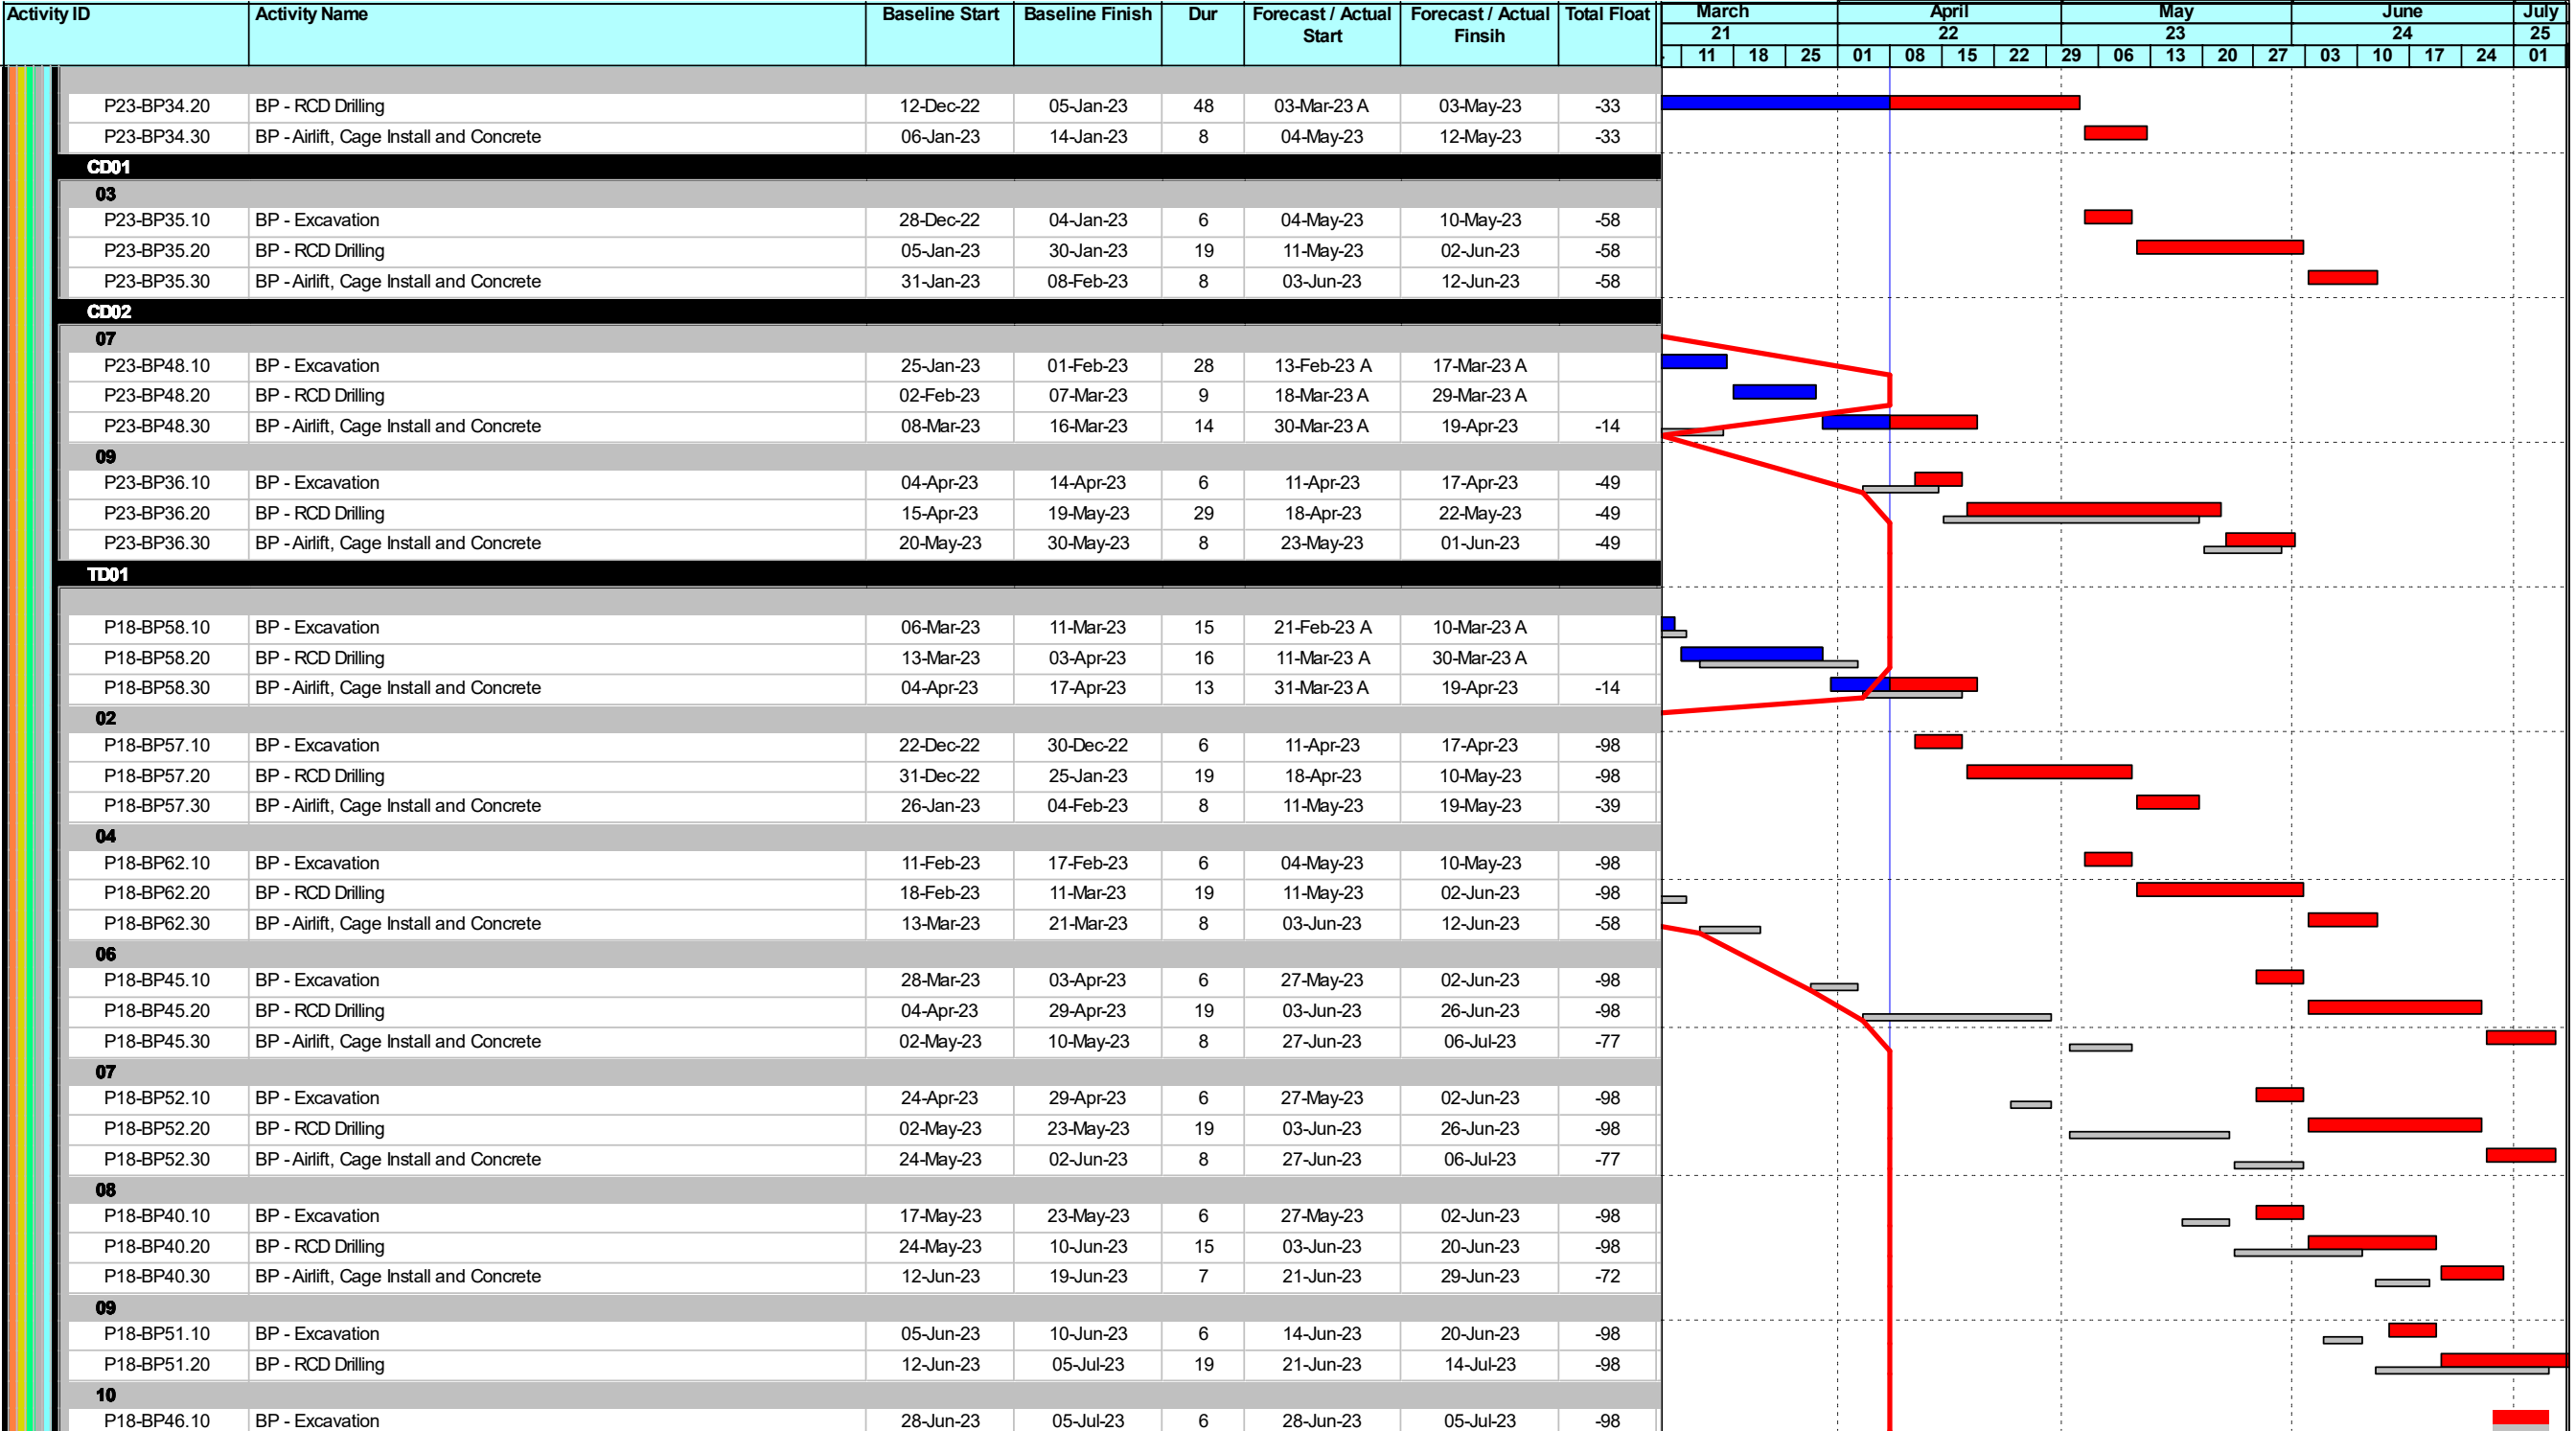 Activity ID Activity Name Baseline Start Baseline Finish Dur Forecast / Actual Start Forecast / Actual Finsih Total Float March April May June July
21 22 23 24 25
11 18 25 01 08 15 22 29 06 13 20 27 03 10 17 24 01
P23-BP34.20 BP - RCD Drilling 12-Dec-22 05-Jan-23 48 03-Mar-23 A 03-May-23 -33
P23-BP34.30 BP - Airlift, Cage Install and Concrete 06-Jan-23 14-Jan-23 8 04-May-23 12-May-23 -33
CD01
03
P23-BP35.10 BP - Excavation 28-Dec-22 04-Jan-23 6 04-May-23 10-May-23 -58
P23-BP35.20 BP - RCD Drilling 05-Jan-23 30-Jan-23 19 11-May-23 02-Jun-23 -58
P23-BP35.30 BP - Airlift, Cage Install and Concrete 31-Jan-23 08-Feb-23 8 03-Jun-23 12-Jun-23 -58
CD02
07
P23-BP48.10 BP - Excavation 25-Jan-23 01-Feb-23 28 13-Feb-23 A 17-Mar-23 A
P23-BP48.20 BP - RCD Drilling 02-Feb-23 07-Mar-23 9 18-Mar-23 A 29-Mar-23 A
P23-BP48.30 BP - Airlift, Cage Install and Concrete 08-Mar-23 16-Mar-23 14 30-Mar-23 A 19-Apr-23 -14
09
P23-BP36.10 BP - Excavation 04-Apr-23 14-Apr-23 6 11-Apr-23 17-Apr-23 -49
P23-BP36.20 BP - RCD Drilling 15-Apr-23 19-May-23 29 18-Apr-23 22-May-23 -49
P23-BP36.30 BP - Airlift, Cage Install and Concrete 20-May-23 30-May-23 8 23-May-23 01-Jun-23 -49
TD01
P18-BP58.10 BP - Excavation 06-Mar-23 11-Mar-23 15 21-Feb-23 A 10-Mar-23 A
P18-BP58.20 BP - RCD Drilling 13-Mar-23 03-Apr-23 16 11-Mar-23 A 30-Mar-23 A
P18-BP58.30 BP - Airlift, Cage Install and Concrete 04-Apr-23 17-Apr-23 13 31-Mar-23 A 19-Apr-23 -14
02
P18-BP57.10 BP - Excavation 22-Dec-22 30-Dec-22 6 11-Apr-23 17-Apr-23 -98
P18-BP57.20 BP - RCD Drilling 31-Dec-22 25-Jan-23 19 18-Apr-23 10-May-23 -98
P18-BP57.30 BP - Airlift, Cage Install and Concrete 26-Jan-23 04-Feb-23 8 11-May-23 19-May-23 -39
04
P18-BP62.10 BP - Excavation 11-Feb-23 17-Feb-23 6 04-May-23 10-May-23 -98
P18-BP62.20 BP - RCD Drilling 18-Feb-23 11-Mar-23 19 11-May-23 02-Jun-23 -98
P18-BP62.30 BP - Airlift, Cage Install and Concrete 13-Mar-23 21-Mar-23 8 03-Jun-23 12-Jun-23 -58
06
P18-BP45.10 BP - Excavation 28-Mar-23 03-Apr-23 6 27-May-23 02-Jun-23 -98
P18-BP45.20 BP - RCD Drilling 04-Apr-23 29-Apr-23 19 03-Jun-23 26-Jun-23 -98
P18-BP45.30 BP - Airlift, Cage Install and Concrete 02-May-23 10-May-23 8 27-Jun-23 06-Jul-23 -77
07
P18-BP52.10 BP - Excavation 24-Apr-23 29-Apr-23 6 27-May-23 02-Jun-23 -98
P18-BP52.20 BP - RCD Drilling 02-May-23 23-May-23 19 03-Jun-23 26-Jun-23 -98
P18-BP52.30 BP - Airlift, Cage Install and Concrete 24-May-23 02-Jun-23 8 27-Jun-23 06-Jul-23 -77
08
P18-BP40.10 BP - Excavation 17-May-23 23-May-23 6 27-May-23 02-Jun-23 -98
P18-BP40.20 BP - RCD Drilling 24-May-23 10-Jun-23 15 03-Jun-23 20-Jun-23 -98
P18-BP40.30 BP - Airlift, Cage Install and Concrete 12-Jun-23 19-Jun-23 7 21-Jun-23 29-Jun-23 -72
09
P18-BP51.10 BP - Excavation 05-Jun-23 10-Jun-23 6 14-Jun-23 20-Jun-23 -98
P18-BP51.20 BP - RCD Drilling 12-Jun-23 05-Jul-23 19 21-Jun-23 14-Jul-23 -98
10
P18-BP46.10 BP - Excavation 28-Jun-23 05-Jul-23 6 28-Jun-23 05-Jul-23 -98